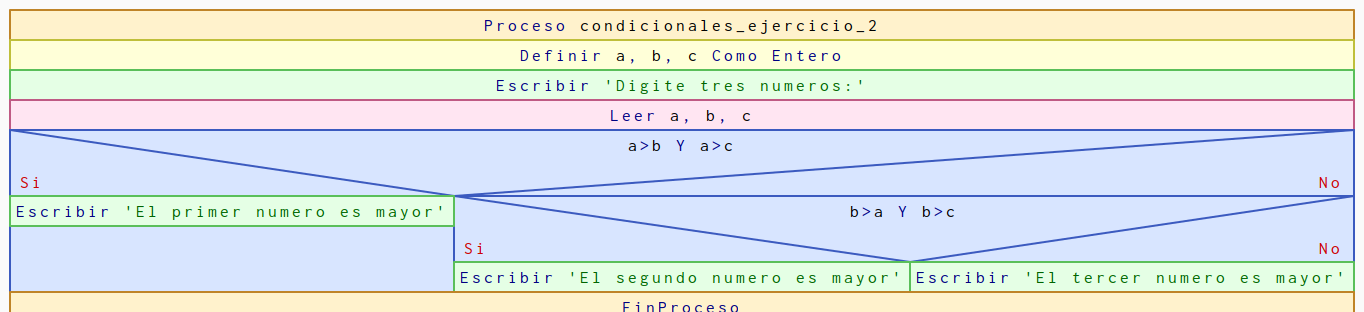 Proceso condicionales_ejercicio_2
Definir a, b, c Como Entero
Escribir 'Digite tres numeros:'
Leer a, b, c
a>b Y a>c
Si
No
Escribir 'El primer numero es mayor'
b>a Y b>c
Si
No
Escribir 'El segundo numero es mayor'
Escribir 'El tercer numero es mayor'
FinProceso